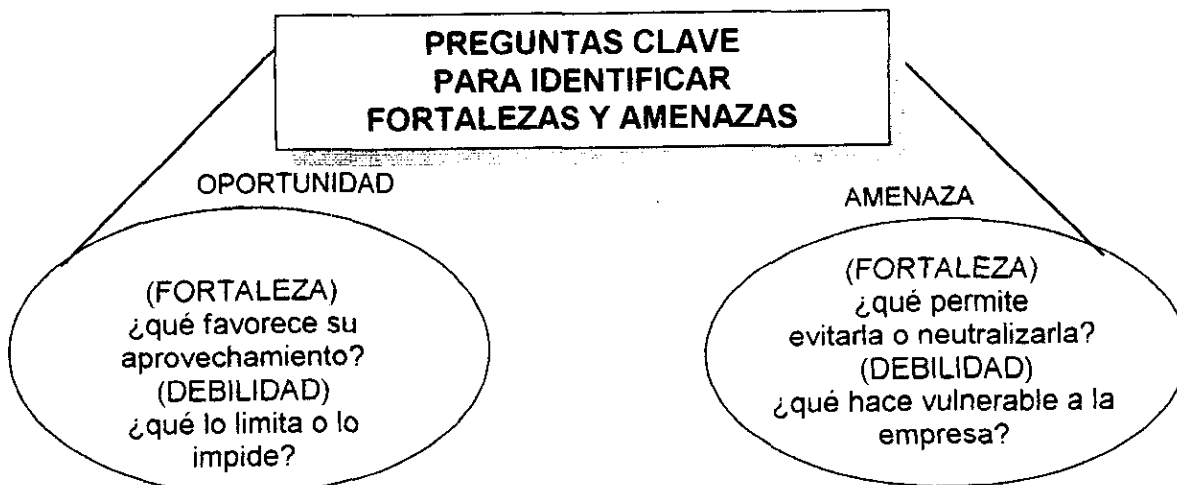 PREGUNTAS CLAVE
PARA IDENTIFICAR
FORTALEZAS Y AMENAZAS
OPORTUNIDAD
(FORTALEZA)
¿qué favorece su
aprovechamiento?
(DEBILIDAD)
¿qué lo limita o lo
impide?
AMENAZA
(FORTALEZA)
¿qué permite
evitarla o neutralizarla?
(DEBILIDAD)
¿qué hace vulnerable a la
empresa?